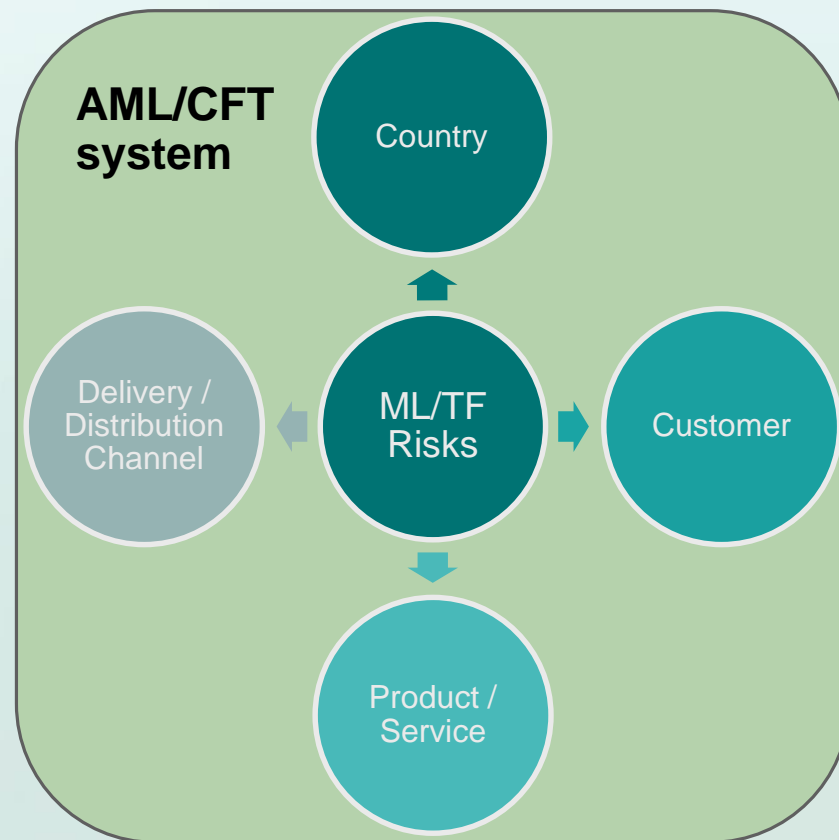 AML/CFT
system
Country
Delivery /
Distribution
Channel
ML/TF
Risks
Customer
Product /
Service